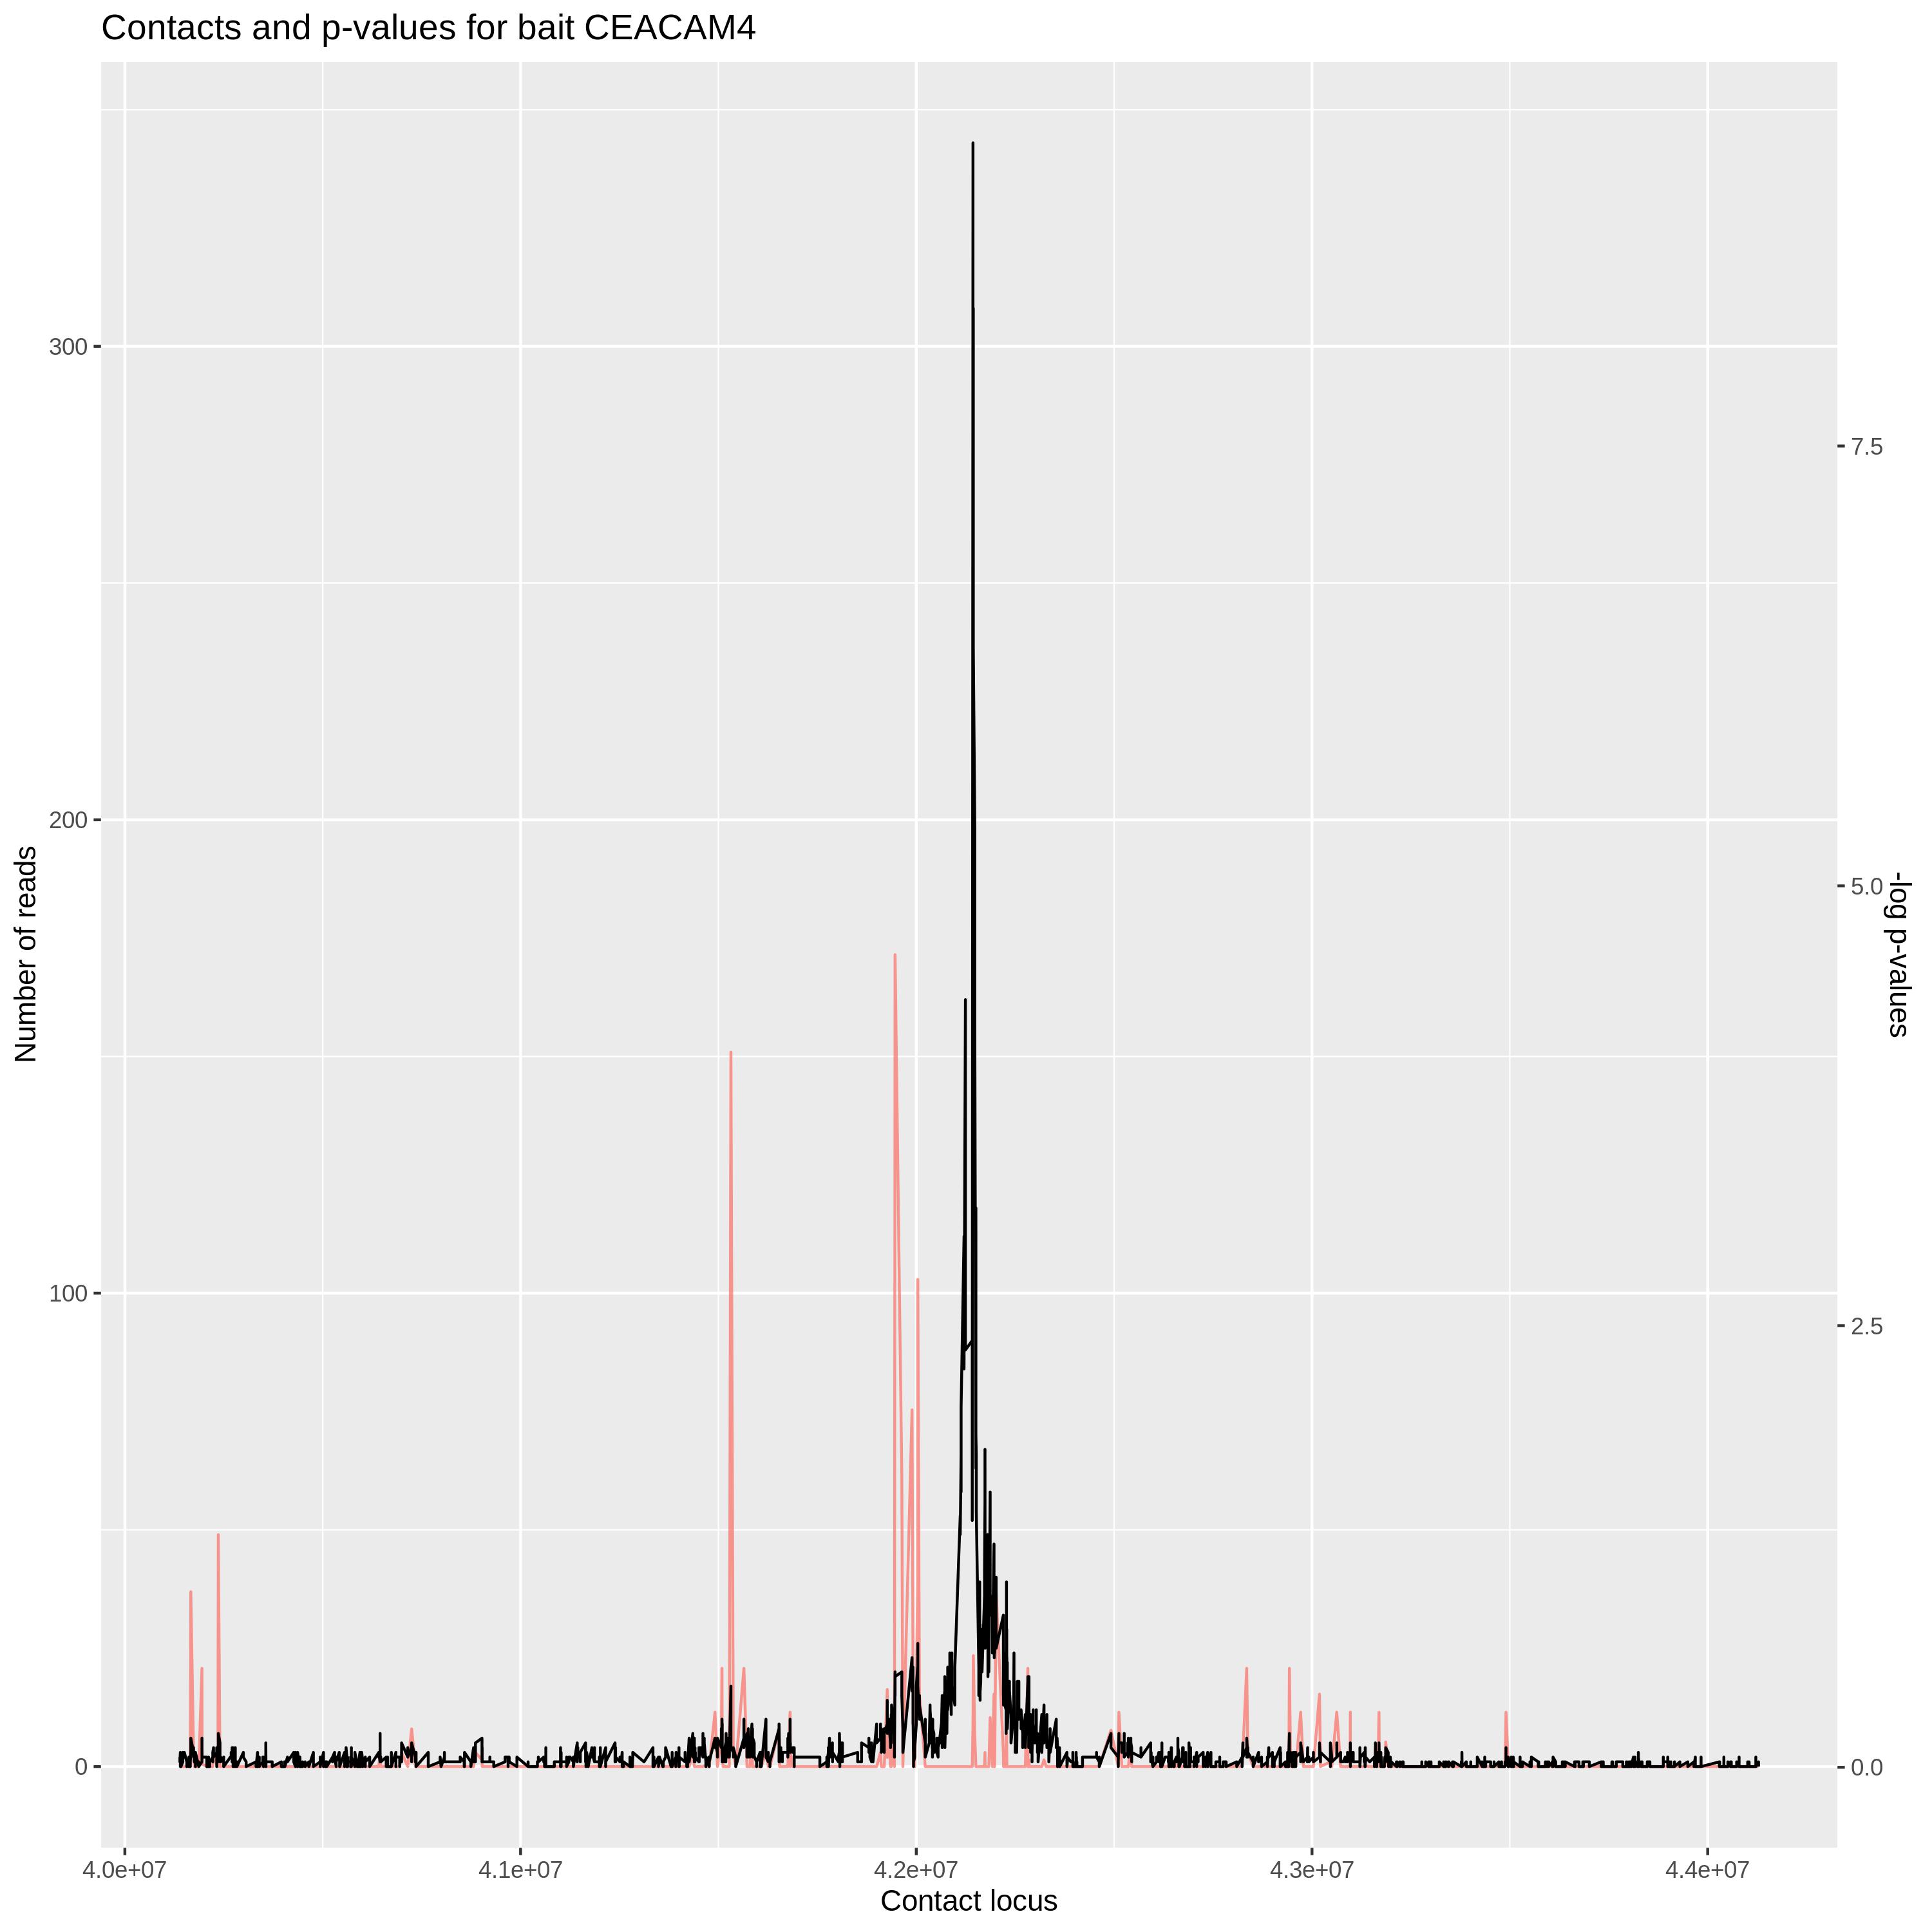 Contacts and p-values for bait CEACAM4
Number of reads
300
200
100
0
7.5
5.0
2.5
0.0
-log p-values
4.0e+07 4.1e+07 4.2e+07 4.3e+07 4.4e+07
Contact locus